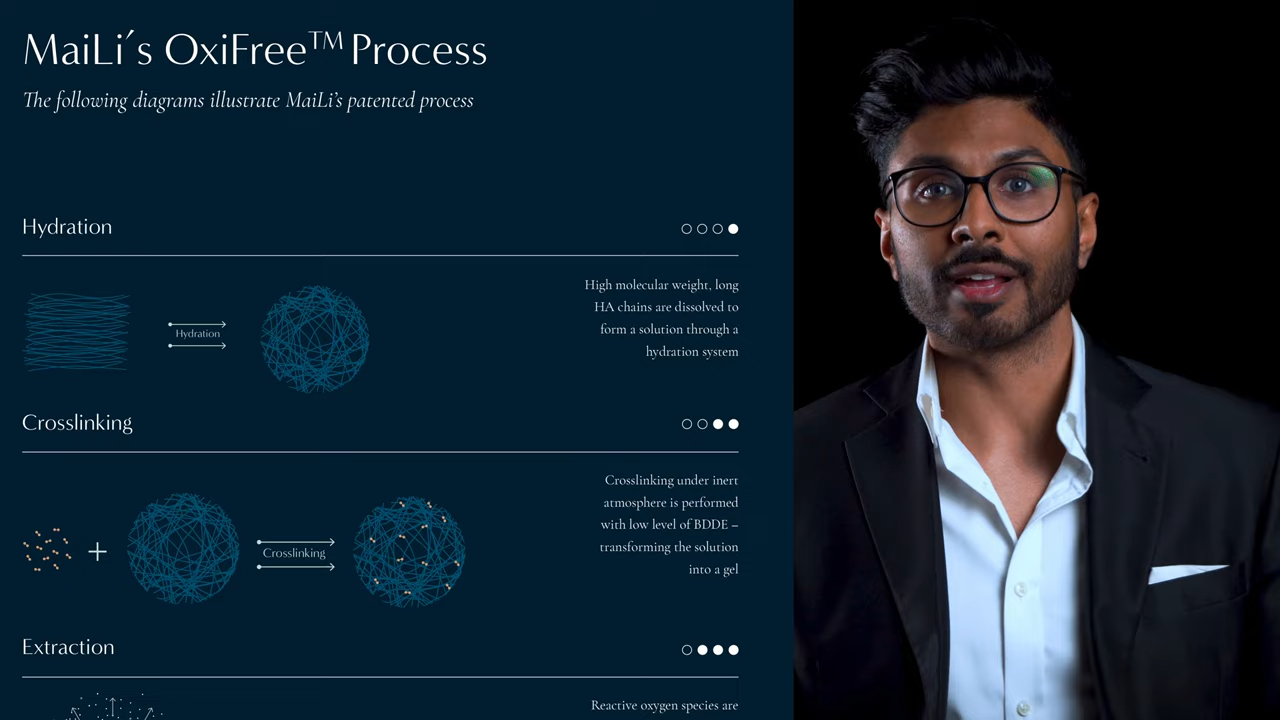 MaiLi´s OxiFree™ Process
The following diagrams illustrate MaiLi's patented process
Hydration
Hydration
High molecular weight, long
HA chains are dissolved to
form a solution through a
hydration system
Crosslinking
Crosslinking
Crosslinking under inert
atmosphere is performed
with low level of BDDE –
transforming the solution
into a gel
Extraction
Reactive oxygen species are